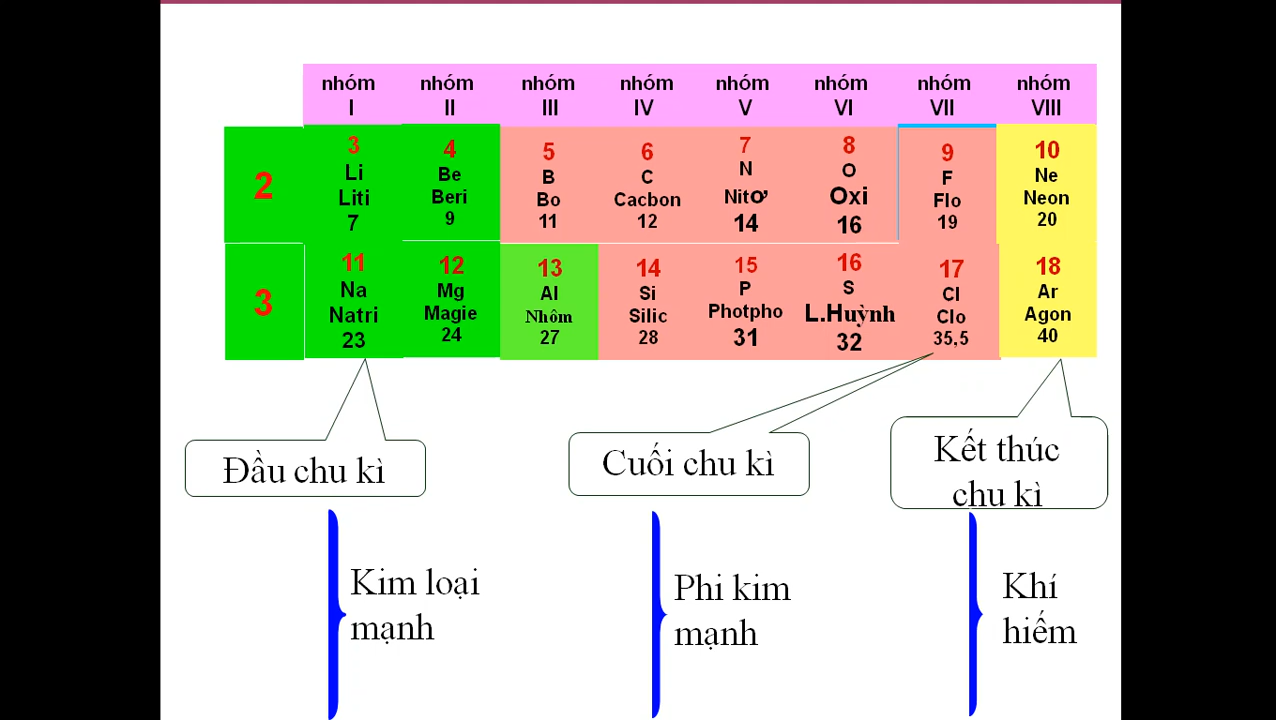 nhóm I nhóm II nhóm III nhóm IV nhóm V nhóm VI nhóm VII nhóm VIII
2
3 Li Liti 7
4 Be Beri 9
5 B Bo 11
6 C Cacbon 12
7 N Nitơ 14
8 O Oxi 16
9 F Flo 19
10 Ne Neon 20
3
11 Na Natri 23
12 Mg Magie 24
13 Al Nhôm 27
14 Si Silic 28
15 P Photpho 31
16 S L.Huỳnh 32
17 Cl Clo 35,5
18 Ar Agon 40
Đầu chu kì
Cuối chu kì
Kết thúc
chu kì
Kim loại
mạnh
Phi kim
mạnh
Khí
hiếm